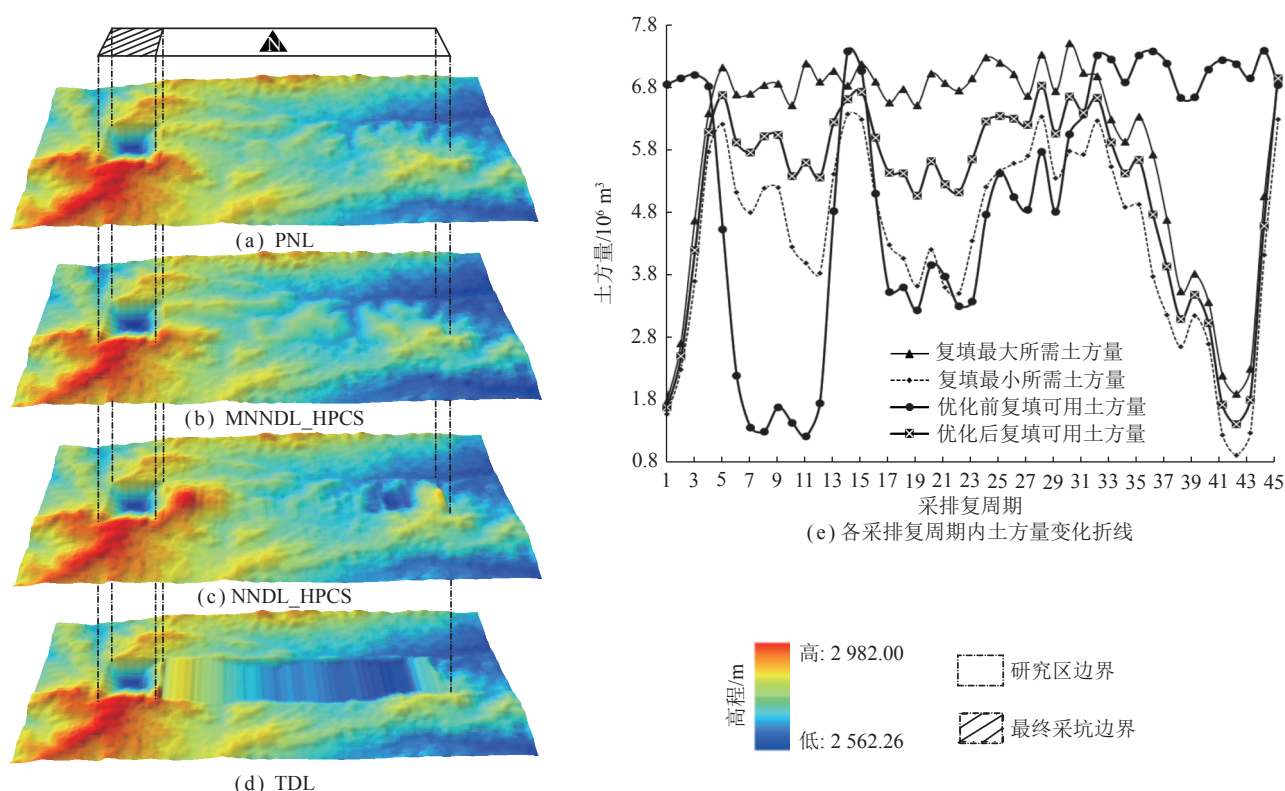 N
(a) PNL
(b) MNNDL_HPCS
(c) NNDL_HPCS
(d) TDL
7.8
6.8
5.8
4.8
3.8
2.8
1.8
0.8
土方量/10⁶ m³
复填最大所需土方量
复填最小所需土方量
优化前复填可用土方量
优化后复填可用土方量
1 3 5 7 9 11 13 15 17 19 21 23 25 27 29 31 33 35 37 39 41 43 45
采排复周期
(e) 各采排复周期内土方量变化折线
高程/m
高: 2 982.00
低: 2 562.26
研究区边界
最终采坑边界